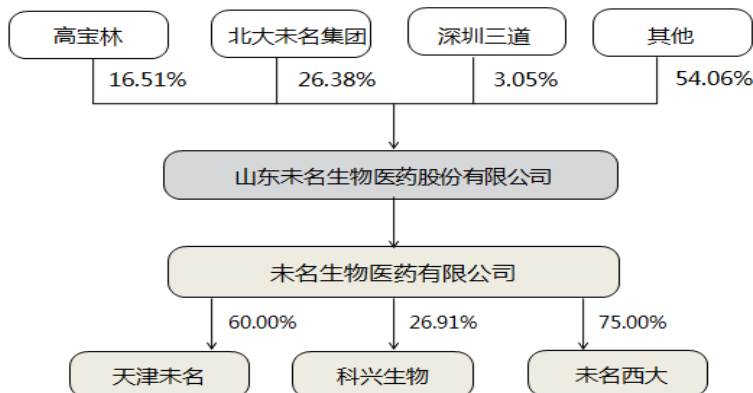 高宝林
北大未名集团
深圳三道
其他
16.51%
26.38%
3.05%
54.06%
山东未名生物医药股份有限公司
未名生物医药有限公司
60.00%
26.91%
75.00%
天津未名
科兴生物
未名西大